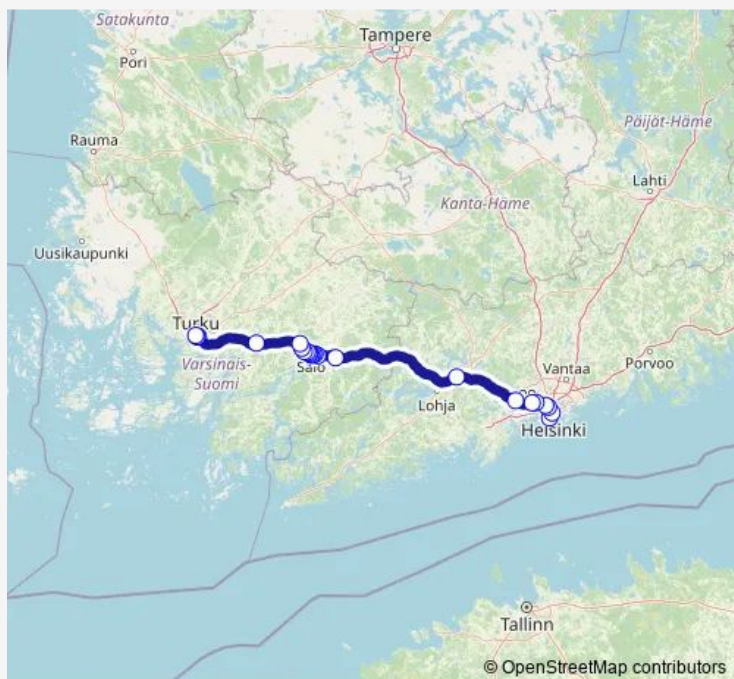 Satakunta
Tampere
Pori
Rauma
Päijät-Häme
Lahti
Kanta-Häme
Uusikaupunki
Turku
Varsinais-
Suomi
Salo
Vantaa
Porvoo
Lohja
Helsinki
Tallinn
© OpenStreetMap contributors